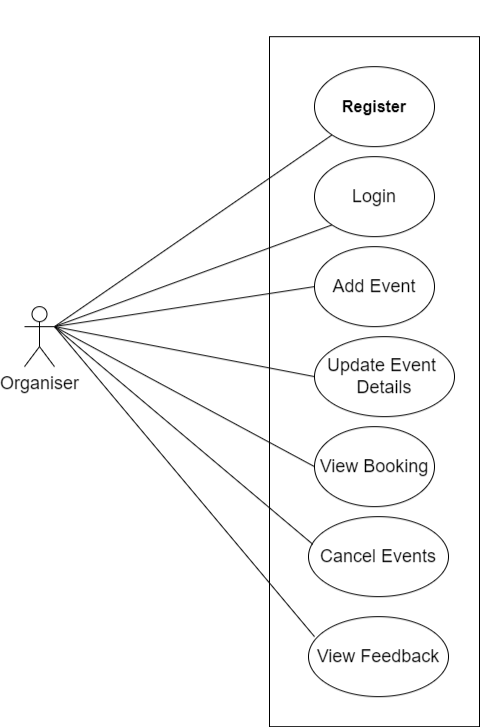 Register
Login
Add Event
Update Event
Details
Organiser
View Booking
Cancel Events
View Feedback